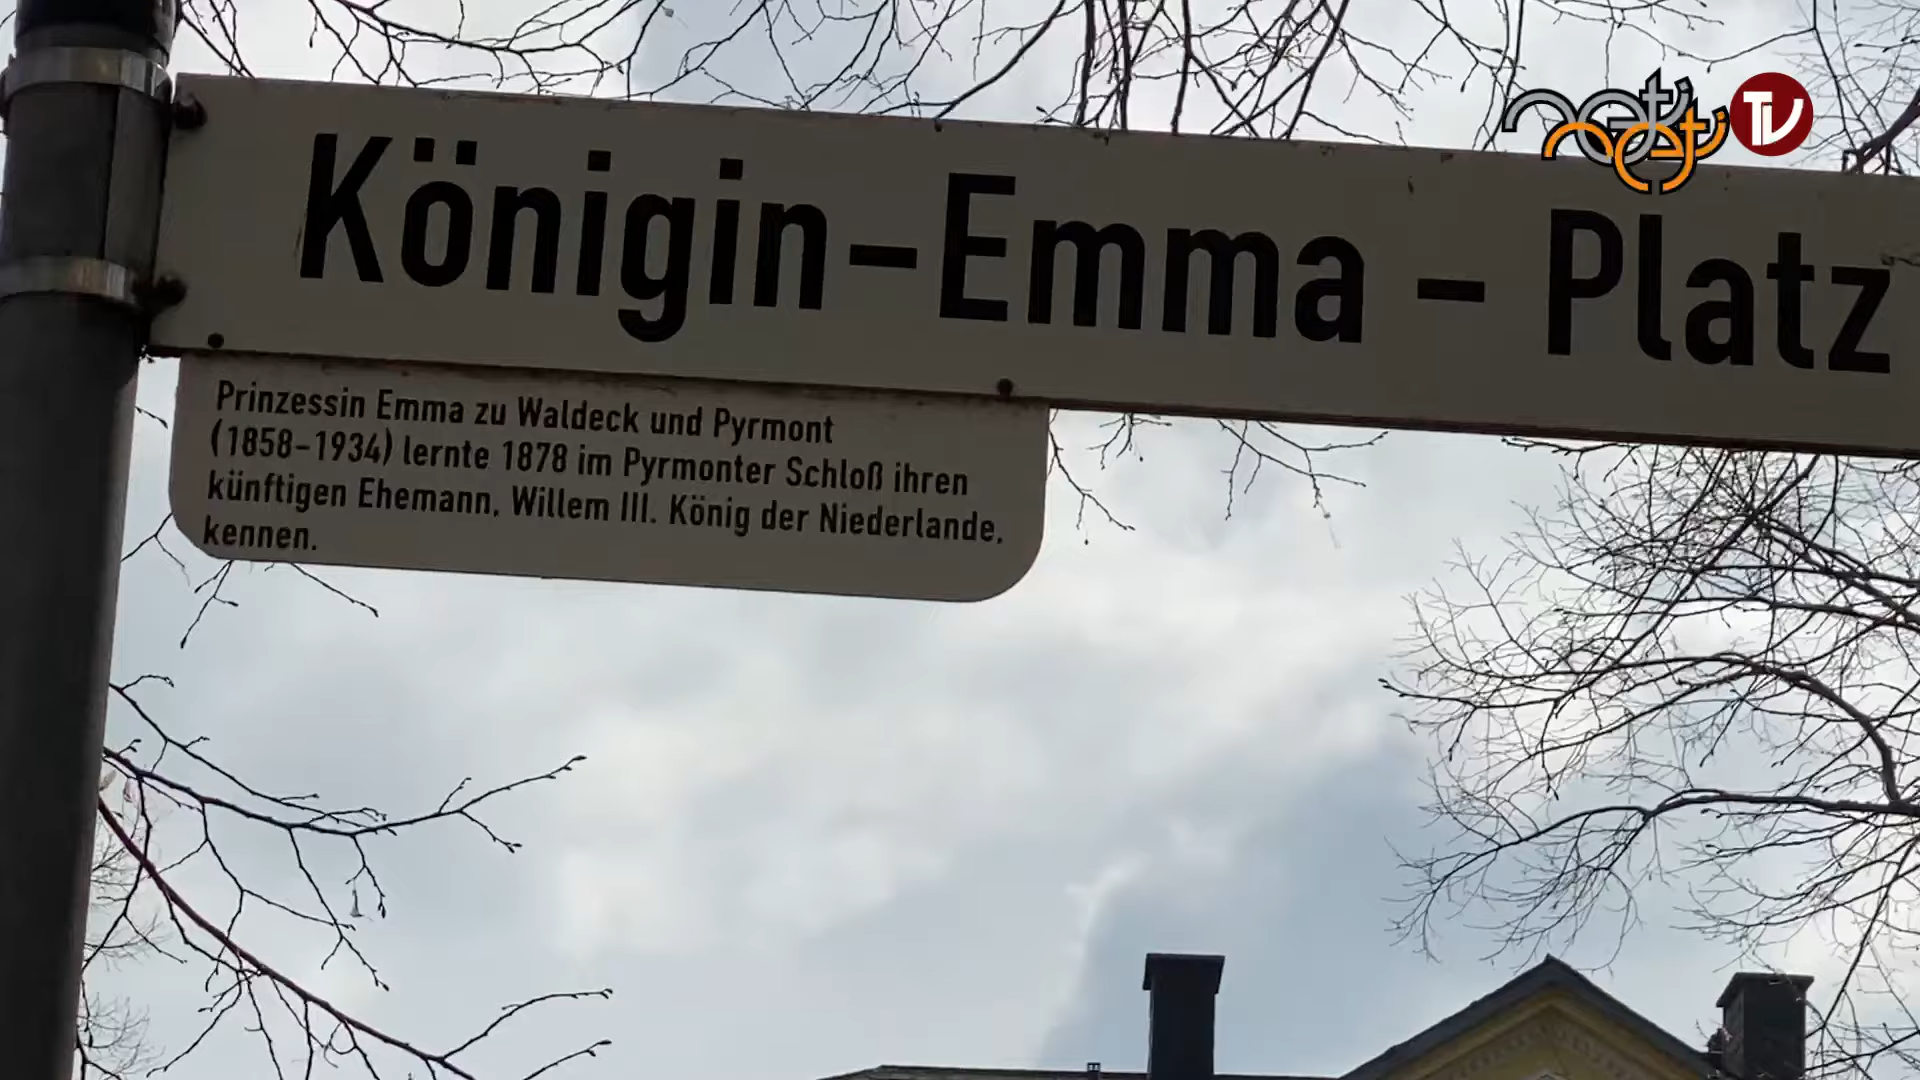 Königin-Emma-Platz
Prinzessin Emma zu Waldeck und Pyrmont
(1858-1934) lernte 1878 im Pyrmonter Schloß ihren
künftigen Ehemann, Willem III. König der Niederlande,
kennen.
TV